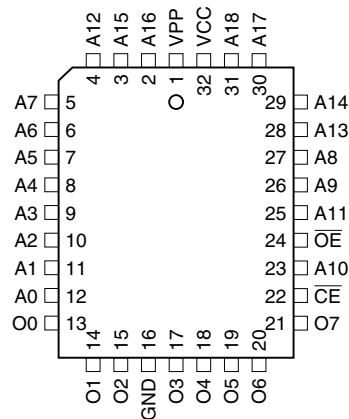 A12 A15 A16 VPP VCC A18 A17
4 3 2 1 32 31 30
A7 5 29 A14
A6 6 28 A13
A5 7 27 A8
A4 8 26 A9
A3 9 25 A11
A2 10 24 O̅E̅
A1 11 23 A10
A0 12 22 C̅E̅
O0 13 21 O7
14 15 16 17 18 19 20
O1 O2 GND O3 O4 O5 O6